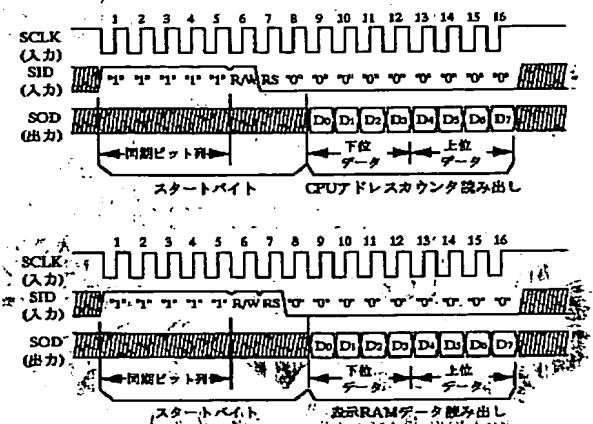 1 2 3 4 5 6 7 8 9 10 11 12 13 14 15 16
SCLK
(入力)
SID
(入力)
"1" "1" "1" "1" "1" R/W RS "0" "0" "0" "0" "0" "0" "0" "0" "0"
SOD
(出力)
D0 D1 D2 D3 D4 D5 D6 D7
同期ビット列
下位
データ
上位
データ
スタートバイト
CPUアドレスカウンタ読み出し
1 2 3 4 5 6 7 8 9 10 11 12 13 14 15 16
SCLK
(入力)
SID
(入力)
"1" "1" "1" "1" "1" R/W RS "0" "0" "0" "0" "0" "0" "0" "0" "0"
SOD
(出力)
D0 D1 D2 D3 D4 D5 D6 D7
同期ビット列
下位
データ
上位
データ
スタートバイト
表示RAMデータ読み出し